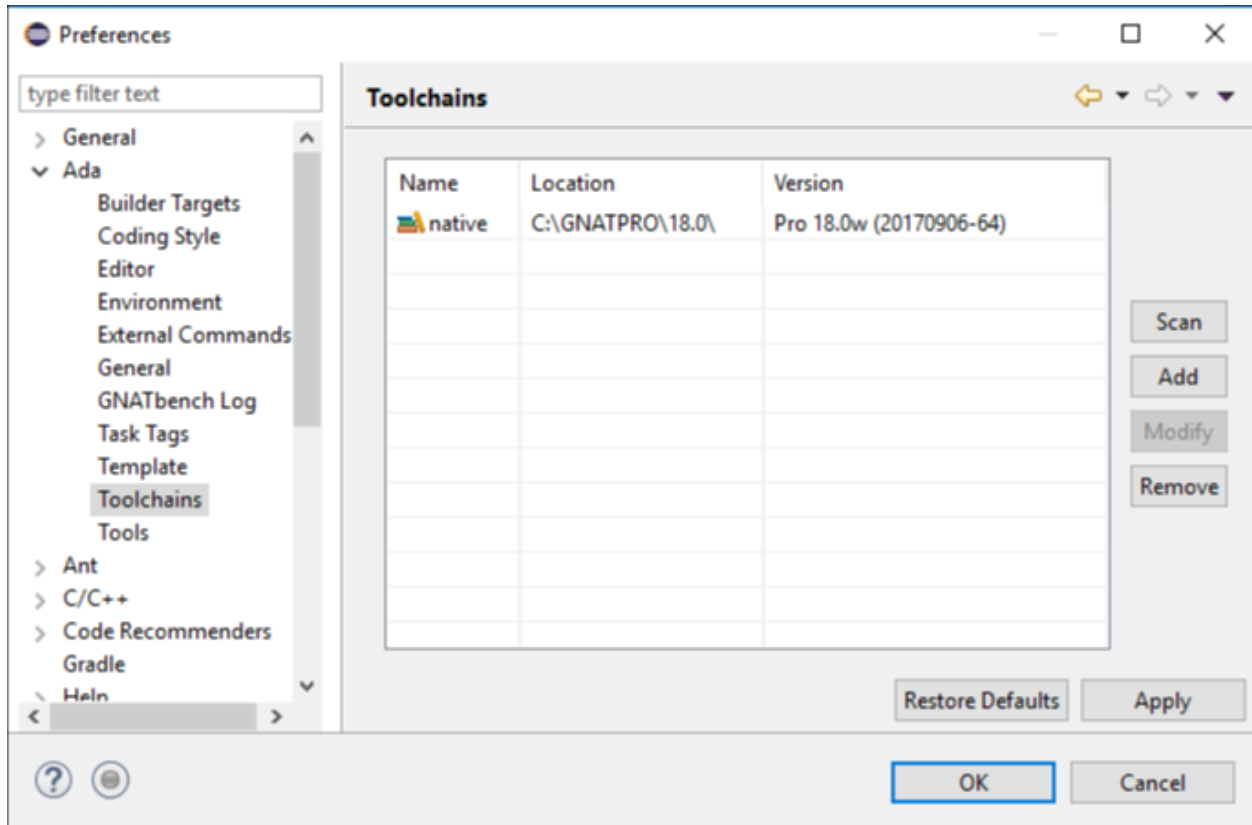 Preferences
type filter text
General
Ada
Builder Targets
Coding Style
Editor
Environment
External Commands
General
GNATbench Log
Task Tags
Template
Toolchains
Tools
Ant
C/C++
Code Recommenders
Gradle
Help
Toolchains
Name Location Version
native C:\GNATPRO\18.0\ Pro 18.0w (20170906-64)
Scan
Add
Modify
Remove
Restore Defaults Apply
? OK Cancel